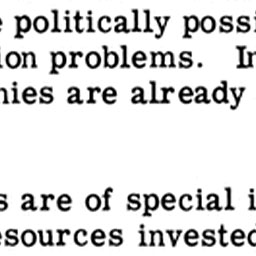 politically possi
ion problems. In
nies are already
s are of special i
esources invested